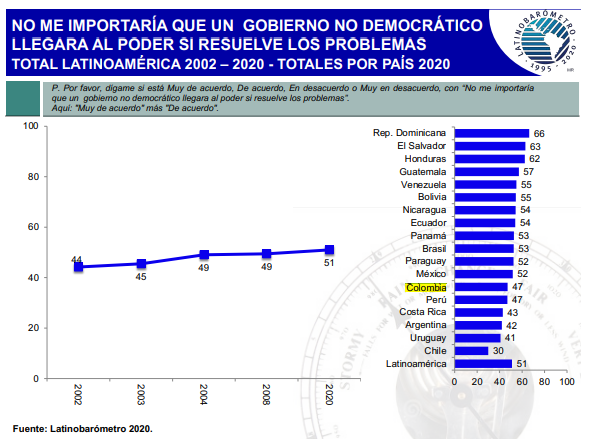 NO ME IMPORTARÍA QUE UN GOBIERNO NO DEMOCRÁTICO
LLEGARA AL PODER SI RESUELVE LOS PROBLEMAS
TOTAL LATINOAMÉRICA 2002 – 2020 - TOTALES POR PAÍS 2020
LATINOBARÓMETRO
1995 - 2020
P. Por favor, dígame si está Muy de acuerdo, De acuerdo, En desacuerdo o Muy en desacuerdo, con “No me importaría
que un gobierno no democrático llegara al poder si resuelve los problemas”.
Aqui: "Muy de acuerdo" más "De acuerdo".
100
80
60
40
20
0
44
45
49
49
51
2002
2003
2004
2008
2020
Rep. Dominicana 66
El Salvador 63
Honduras 62
Guatemala 57
Venezuela 55
Bolivia 55
Nicaragua 54
Ecuador 54
Panamá 53
Brasil 53
Paraguay 52
México 52
Colombia 47
Perú 47
Costa Rica 43
Argentina 42
Uruguay 41
Chile 30
Latinoamérica 51
0 20 40 60 80 100
STORMY
RAIN
FAIR
Fuente: Latinobarómetro 2020.